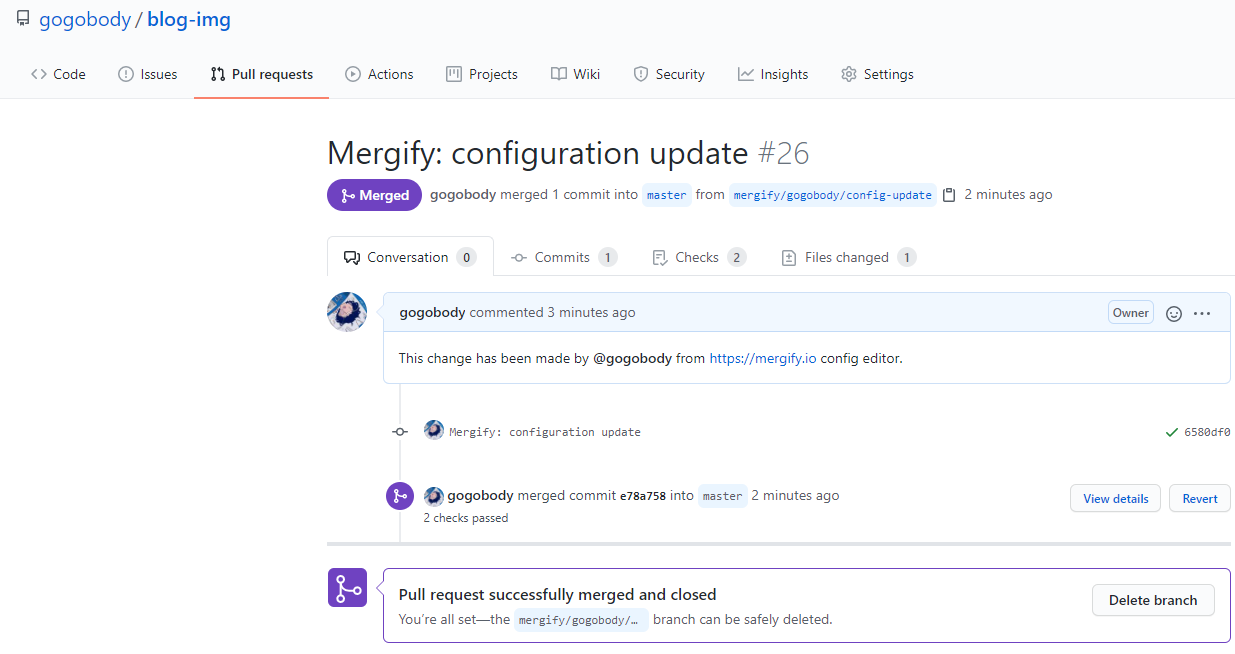 gogobody / blog-img
Code Issues Pull requests Actions Projects Wiki Security Insights Settings
Mergify: configuration update #26
Merged gogobody merged 1 commit into master from mergify/gogobody/config-update 2 minutes ago
Conversation 0 Commits 1 Checks 2 Files changed 1
gogobody commented 3 minutes ago Owner
This change has been made by @gogobody from https://mergify.io config editor.
Mergify: configuration update 6580df0
gogobody merged commit e78a758 into master 2 minutes ago View details Revert
2 checks passed
Pull request successfully merged and closed
You're all set—the mergify/gogobody/… branch can be safely deleted. Delete branch